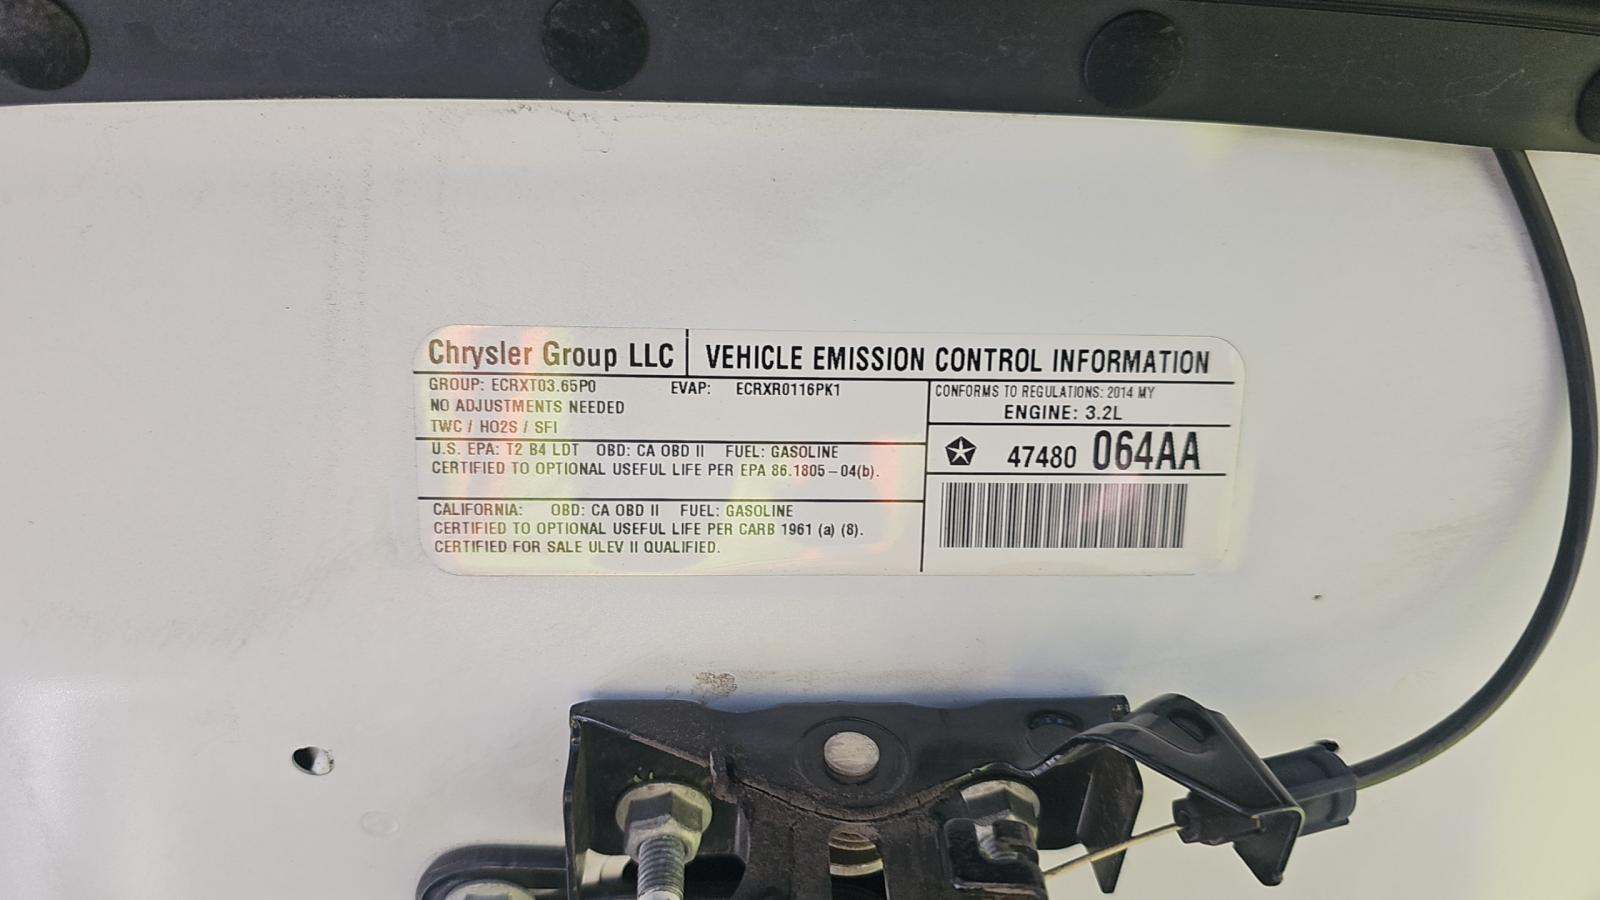 Chrysler Group LLC VEHICLE EMISSION CONTROL INFORMATION
GROUP: ECRXT03.65P0 EVAP: ECRXR0116PK1
NO ADJUSTMENTS NEEDED
TWC / HO2S / SFI
U.S. EPA: T2 B4 LDT OBD: CA OBD II FUEL: GASOLINE
CERTIFIED TO OPTIONAL USEFUL LIFE PER EPA 86.1805-04(b).
CALIFORNIA: OBD: CA OBD II FUEL: GASOLINE
CERTIFIED TO OPTIONAL USEFUL LIFE PER CARB 1961 (a) (8).
CERTIFIED FOR SALE ULEV II QUALIFIED.
CONFORMS TO REGULATIONS: 2014 MY
ENGINE: 3.2L
47480 064AA